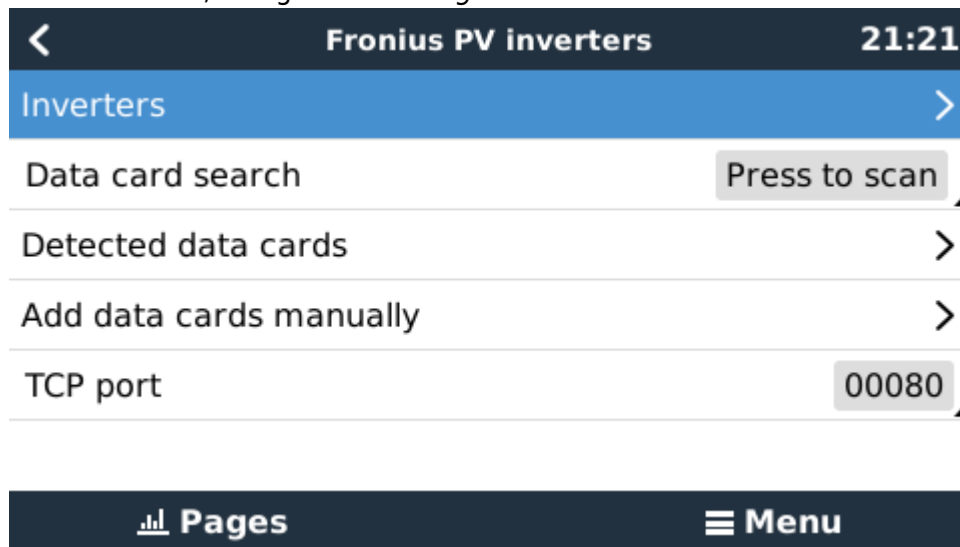 Fronius PV inverters 21:21
Inverters
Data card search Press to scan
Detected data cards
Add data cards manually
TCP port 00080
Pages Menu